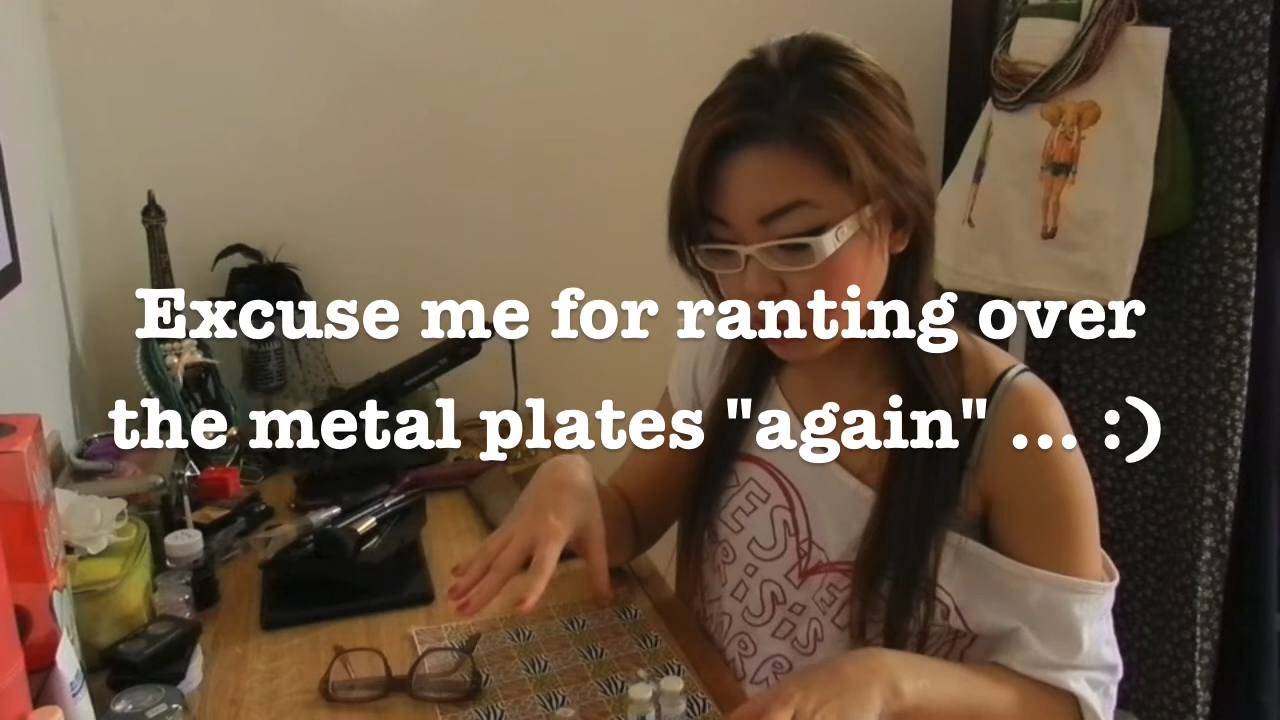 Excuse me for ranting over
the metal plates "again" ... :)